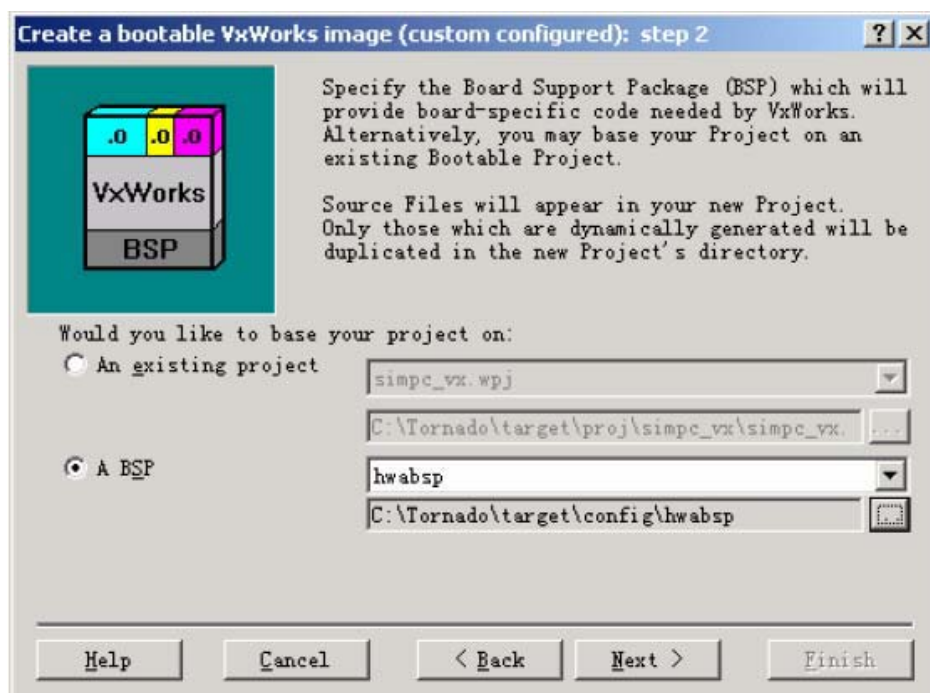 Create a bootable VxWorks image (custom configured): step 2
.0 .0 .0
VxWorks
BSP
Specify the Board Support Package (BSP) which will
provide board-specific code needed by VxWorks.
Alternatively, you may base your Project on an
existing Bootable Project.
Source Files will appear in your new Project.
Only those which are dynamically generated will be
duplicated in the new Project's directory.
Would you like to base your project on:
An existing project
simpc_vx.wpj
C:\Tornado\target\proj\simpc_vx\simpc_vx.
...
A BSP
hwabsp
C:\Tornado\target\config\hwabsp
...
Help Cancel < Back Next > Finish